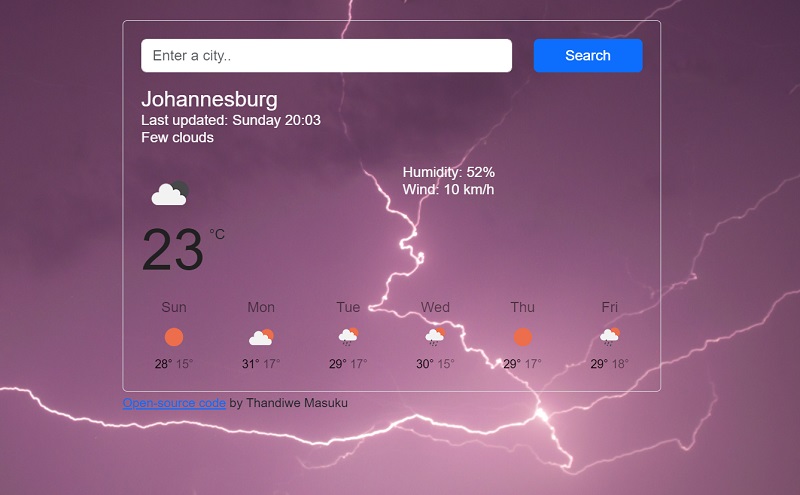 Enter a city..
Search
Johannesburg
Last updated: Sunday 20:03
Few clouds
Humidity: 52%
Wind: 10 km/h
23 °C
Sun Mon Tue Wed Thu Fri
28° 15° 31° 17° 29° 17° 30° 15° 29° 17° 29° 18°
Open-source code by Thandiwe Masuku